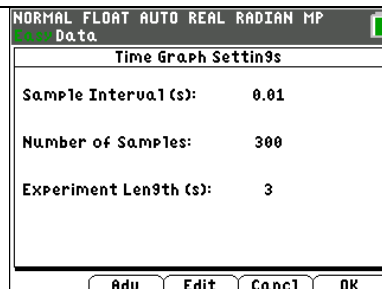 NORMAL FLOAT AUTO REAL RADIAN MP
EasyData
Time Graph Settings
Sample Interval (s): 0.01
Number of Samples: 300
Experiment Length (s): 3
Adv Edit Cancl OK